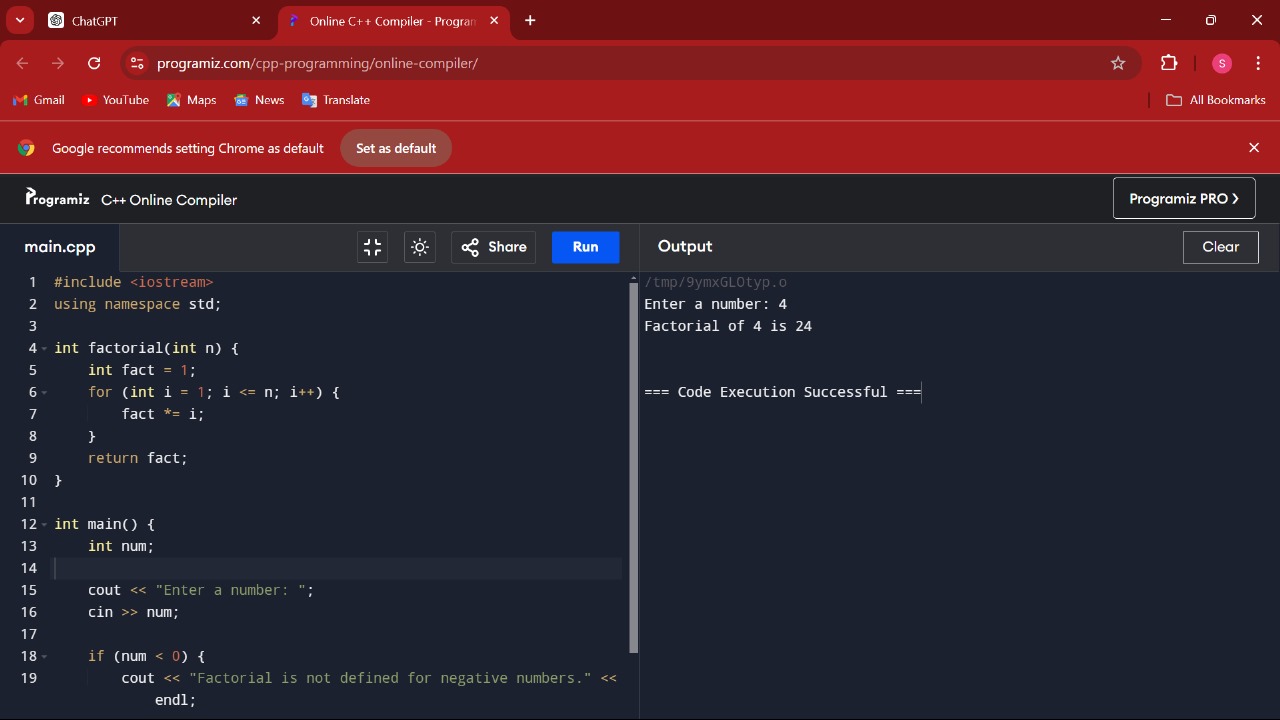 ChatGPT
Online C++ Compiler - Program
programiz.com/cpp-programming/online-compiler/
S
Gmail YouTube Maps News Translate All Bookmarks
Google recommends setting Chrome as default Set as default
Programiz C++ Online Compiler Programiz PRO
main.cpp Share Run
1 #include <iostream>
2 using namespace std;
3
4 int factorial(int n) {
5 int fact = 1;
6 for (int i = 1; i <= n; i++) {
7 fact *= i;
8 }
9 return fact;
10 }
11
12 int main() {
13 int num;
14
15 cout << "Enter a number: ";
16 cin >> num;
17
18 if (num < 0) {
19 cout << "Factorial is not defined for negative numbers." <<
endl;
Output Clear
/tmp/9ymxGLOtyp.o
Enter a number: 4
Factorial of 4 is 24
=== Code Execution Successful ===